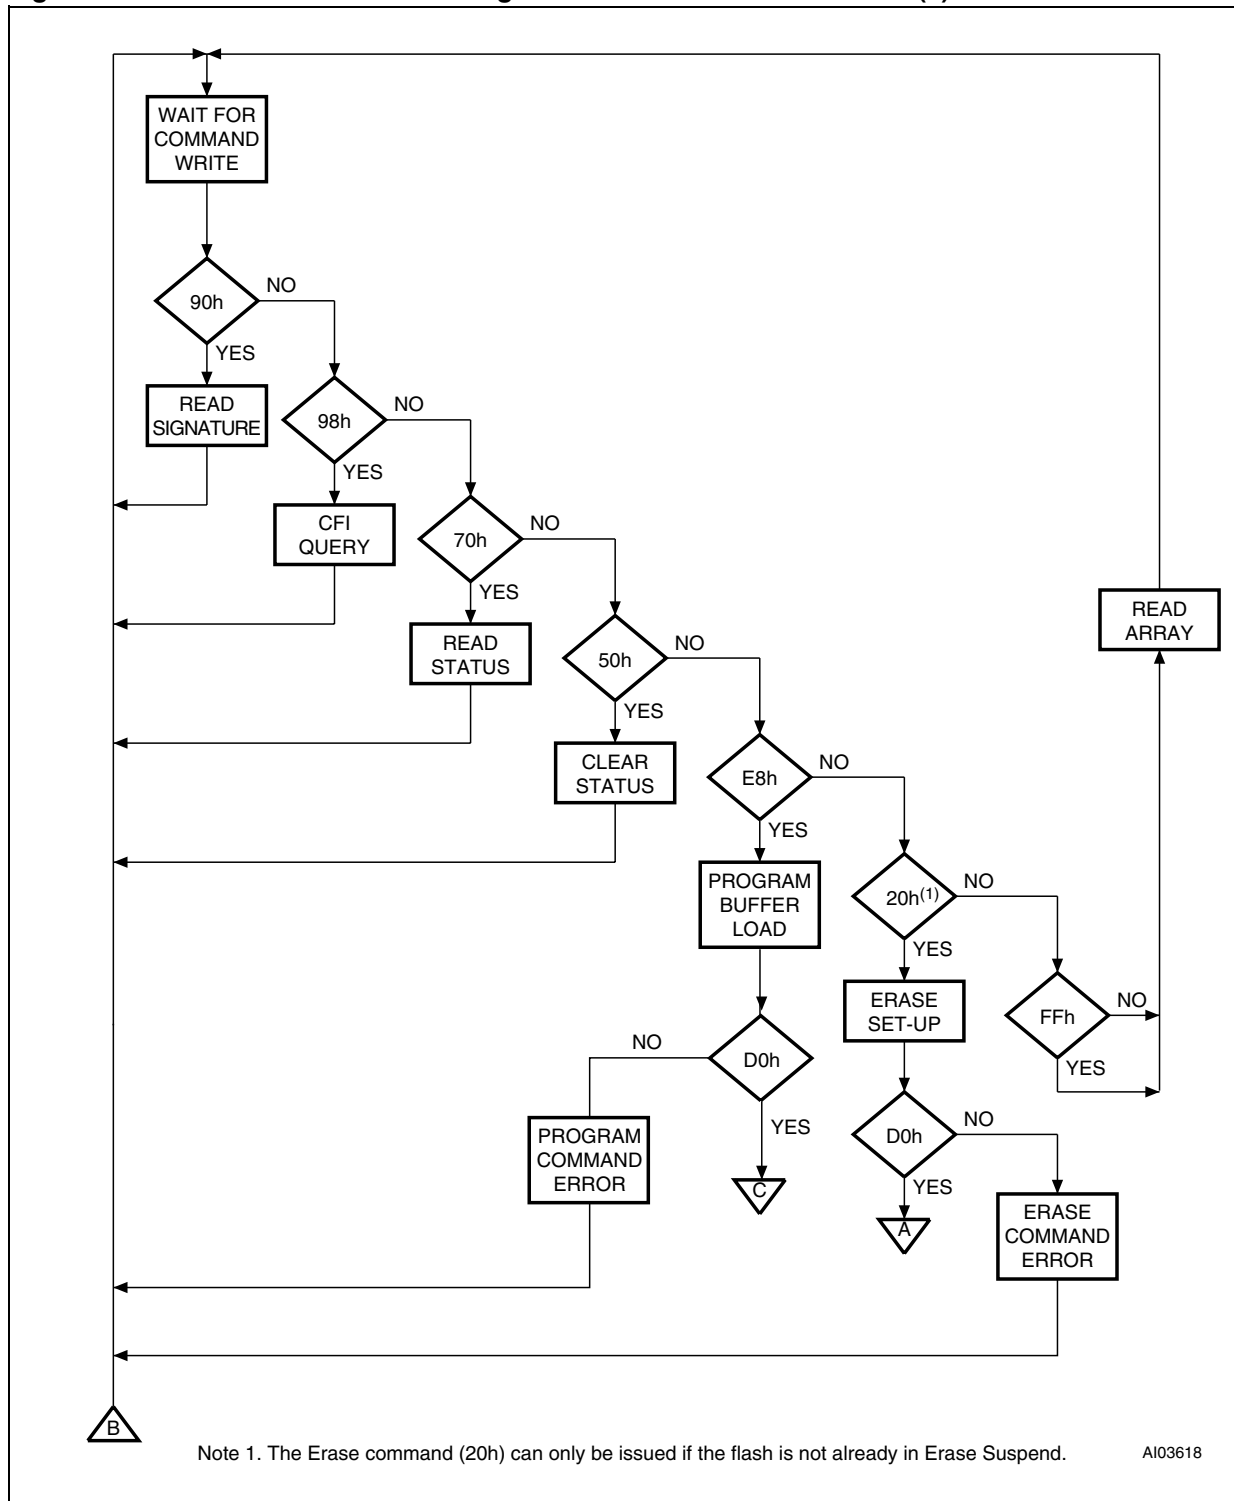 WAIT FOR
COMMAND
WRITE
90h
NO
YES
READ
SIGNATURE
98h
NO
YES
CFI
QUERY
70h
NO
YES
READ
STATUS
50h
NO
YES
CLEAR
STATUS
E8h
NO
YES
PROGRAM
BUFFER
LOAD
20h(1)
NO
YES
ERASE
SET-UP
FFh
NO
YES
READ
ARRAY
D0h
NO
YES
PROGRAM
COMMAND
ERROR
C
D0h
NO
YES
A
ERASE
COMMAND
ERROR
B
Note 1. The Erase command (20h) can only be issued if the flash is not already in Erase Suspend.
AI03618